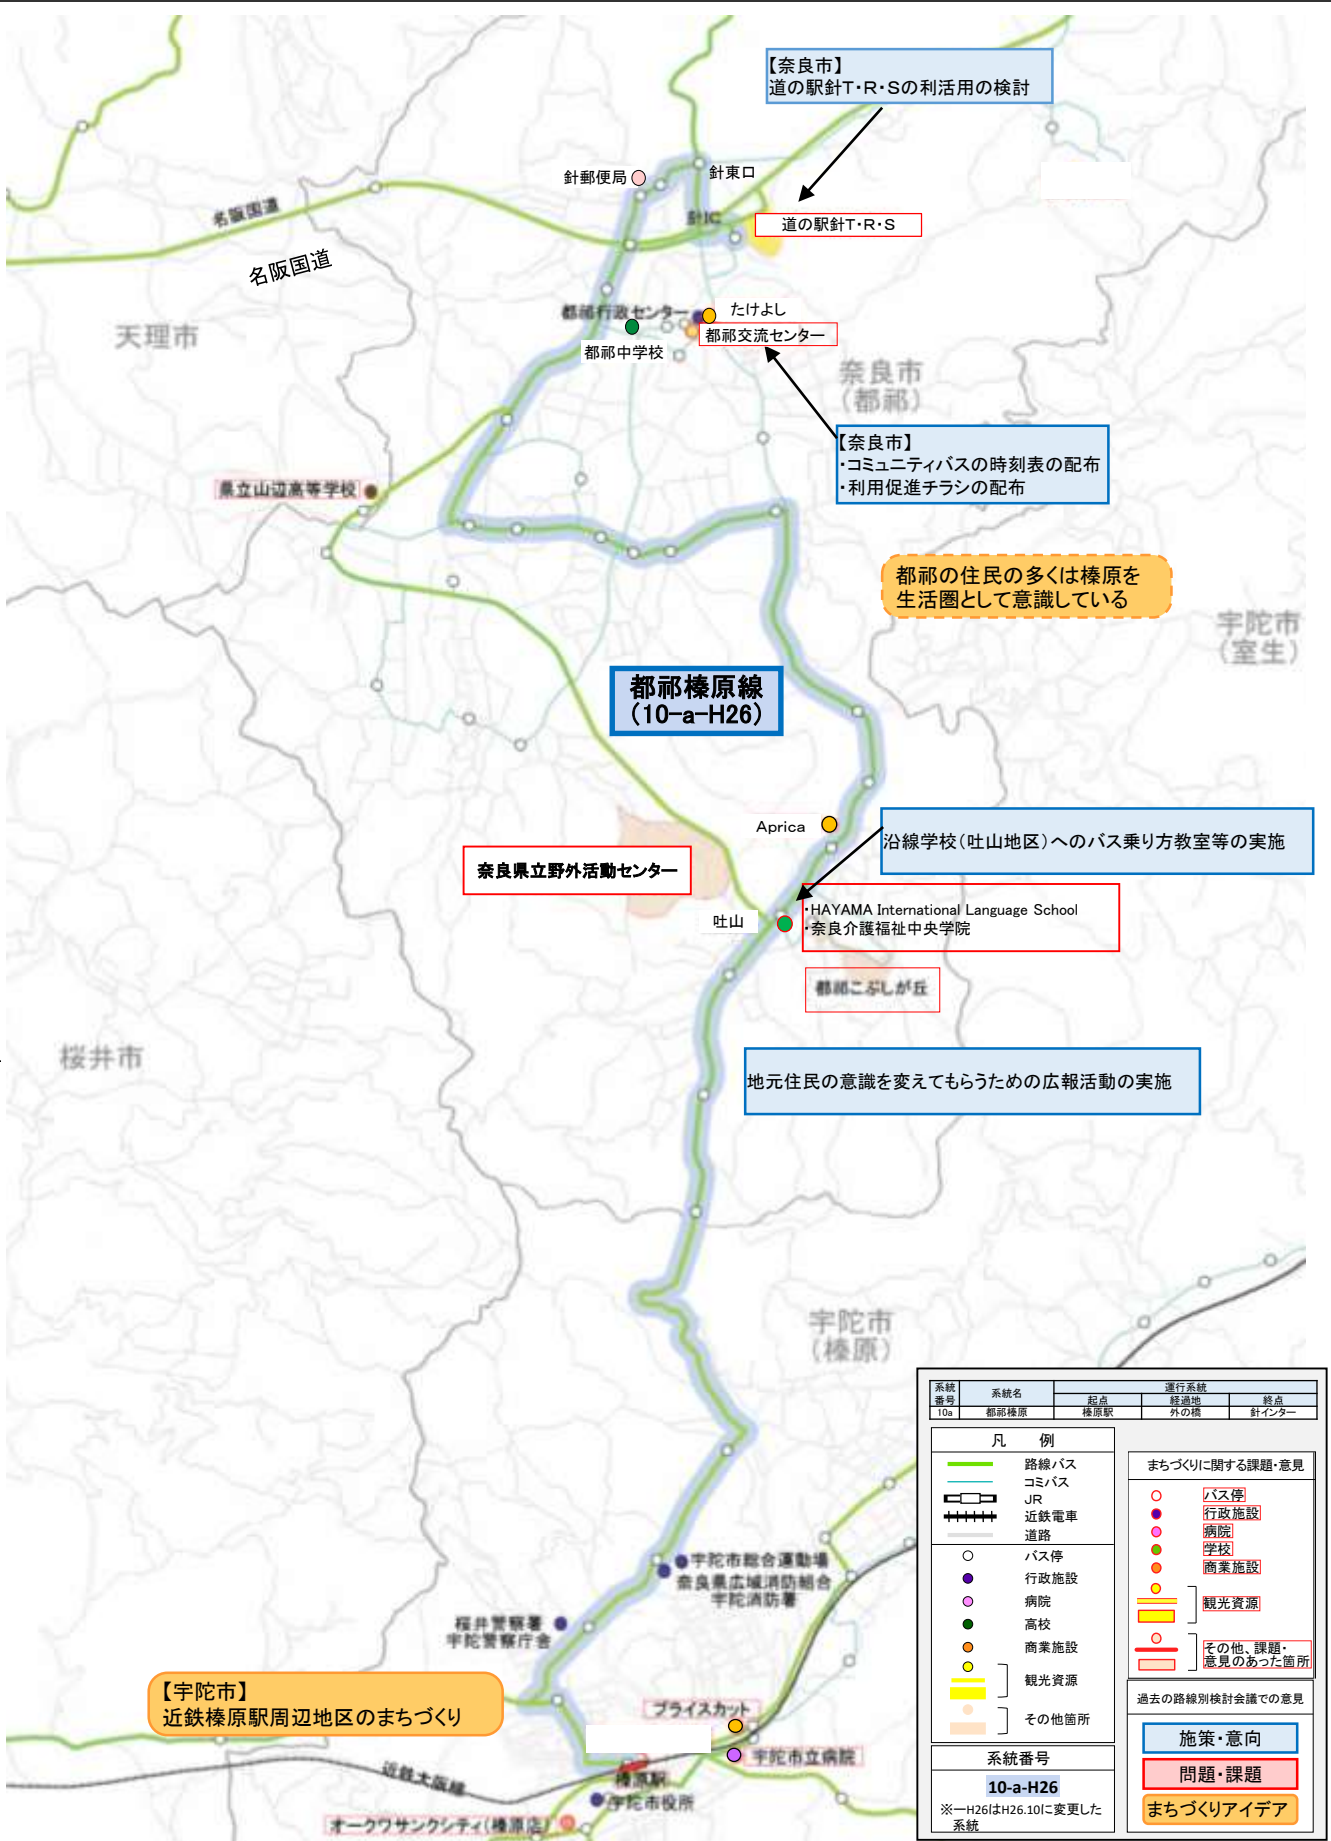 【奈良市】
道の駅針T・R・Sの利活用の検討
針郵便局
針東口
針IC
道の駅針T・R・S
名阪国道
名阪国道
天理市
都祁行政センター
たけよし
都祁交流センター
都祁中学校
奈良市
（都祁）
【奈良市】
・コミュニティバスの時刻表の配布
・利用促進チラシの配布
県立山辺高等学校
都祁の住民の多くは榛原を
生活圏として意識している
宇陀市
（室生）
都祁榛原線
（10-a-H26）
Aprica
沿線学校（吐山地区）へのバス乗り方教室等の実施
奈良県立野外活動センター
吐山
・HAYAMA International Language School
・奈良介護福祉中央学院
都祁こぶしが丘
桜井市
地元住民の意識を変えてもらうための広報活動の実施
宇陀市
（榛原）
宇陀市総合運動場
奈良県広域消防組合
宇陀消防署
桜井警察署
宇陀警察庁舎
【宇陀市】
近鉄榛原駅周辺地区のまちづくり
プライスカット
宇陀市立病院
近鉄大阪線
榛原駅
宇陀市役所
オークワサンクシティ（榛原店）
系統番号 系統名 運行系統
起点 経過地 終点
10a 都祁榛原 榛原駅 外の橋 針インター
凡 例
路線バス
コミバス
JR
近鉄電車
道路
バス停
行政施設
病院
高校
商業施設
観光資源
その他箇所
系統番号
10-a-H26
※ーH26はH26.10に変更した
系統
まちづくりに関する課題・意見
バス停
行政施設
病院
学校
商業施設
観光資源
その他、課題・
意見のあった箇所
過去の路線別検討会議での意見
施策・意向
問題・課題
まちづくりアイデア